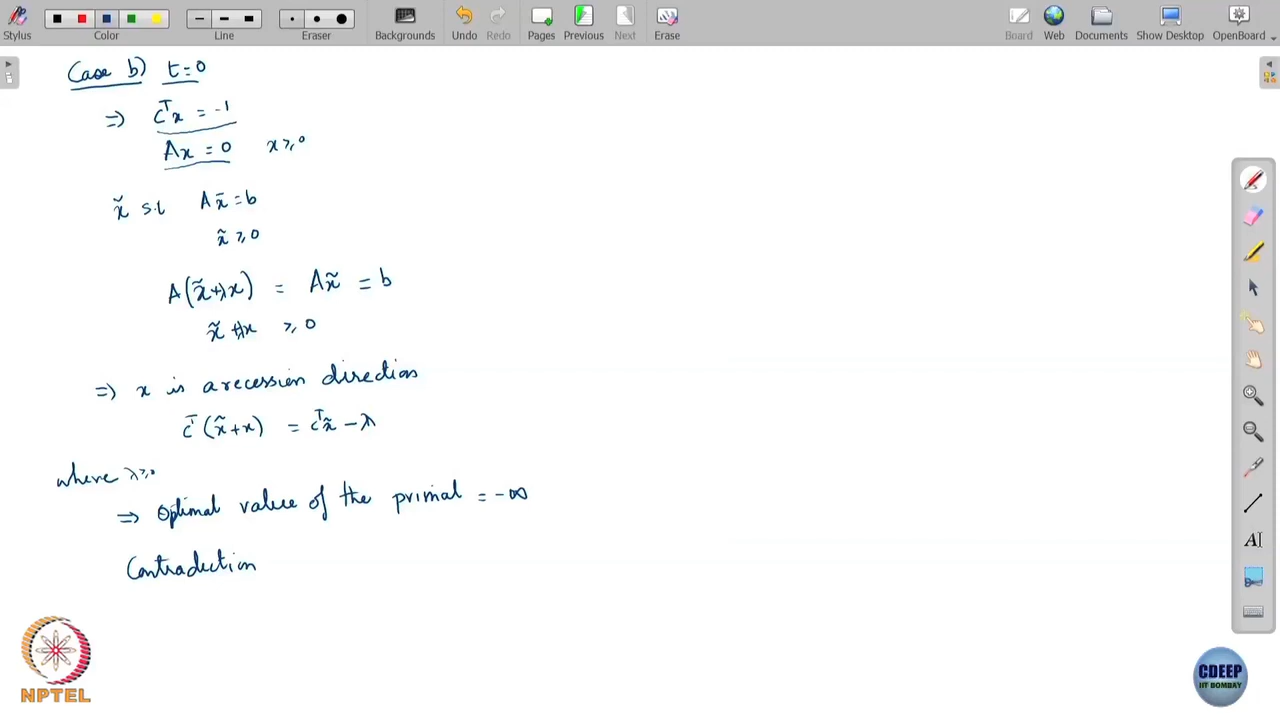 Stylus Color Line Eraser Backgrounds Undo Redo Pages Previous Next Erase Board Web Documents Show Desktop OpenBoard
Case b) t=0
⇒ cᵀx = -1
Ax = 0 x ≥ 0
x̃ s.t Ax̃ = b
x̃ ≥ 0
A(x̃+λx) = Ax̃ = b
x̃+λx ≥ 0
⇒ x is a recession direction
cᵀ(x̃+x) = cᵀx̃ - λ
where λ≥0
⇒ Optimal value of the primal = -∞
Contradiction
NPTEL
CDEEP
IIT BOMBAY